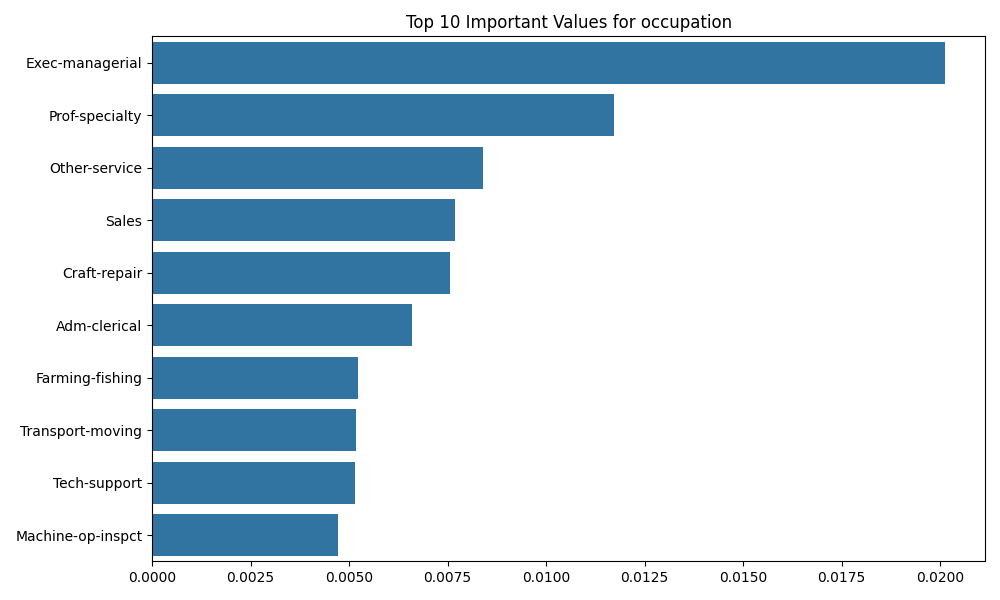 Top 10 Important Values for occupation
Exec-managerial
Prof-specialty
Other-service
Sales
Craft-repair
Adm-clerical
Farming-fishing
Transport-moving
Tech-support
Machine-op-inspct
0.0000 0.0025 0.0050 0.0075 0.0100 0.0125 0.0150 0.0175 0.0200